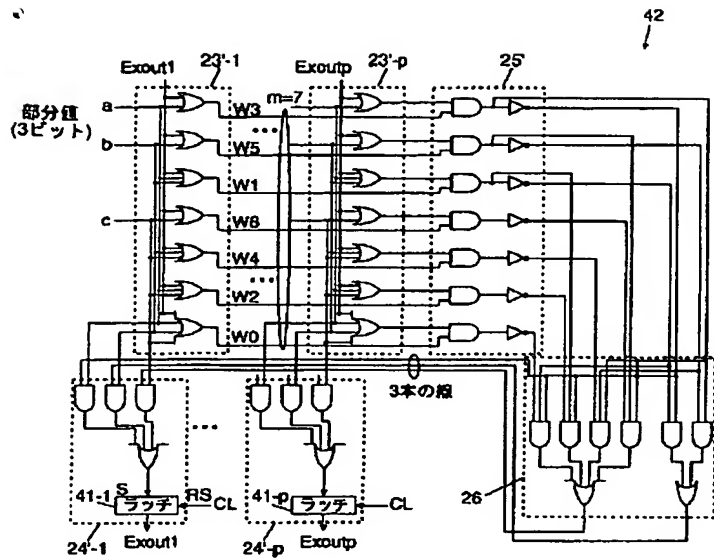 42
Exout1
23'-1
Exoutp
23'-p
25'
部分値
(3ビット)
a
b
c
W3
m=7
W5
W1
W6
W4
W2
W0
3本の線
26
41-1
S
ラッチ
RS
CL
24'-1
Exout1
41-p
ラッチ
CL
24'-p
Exoutp